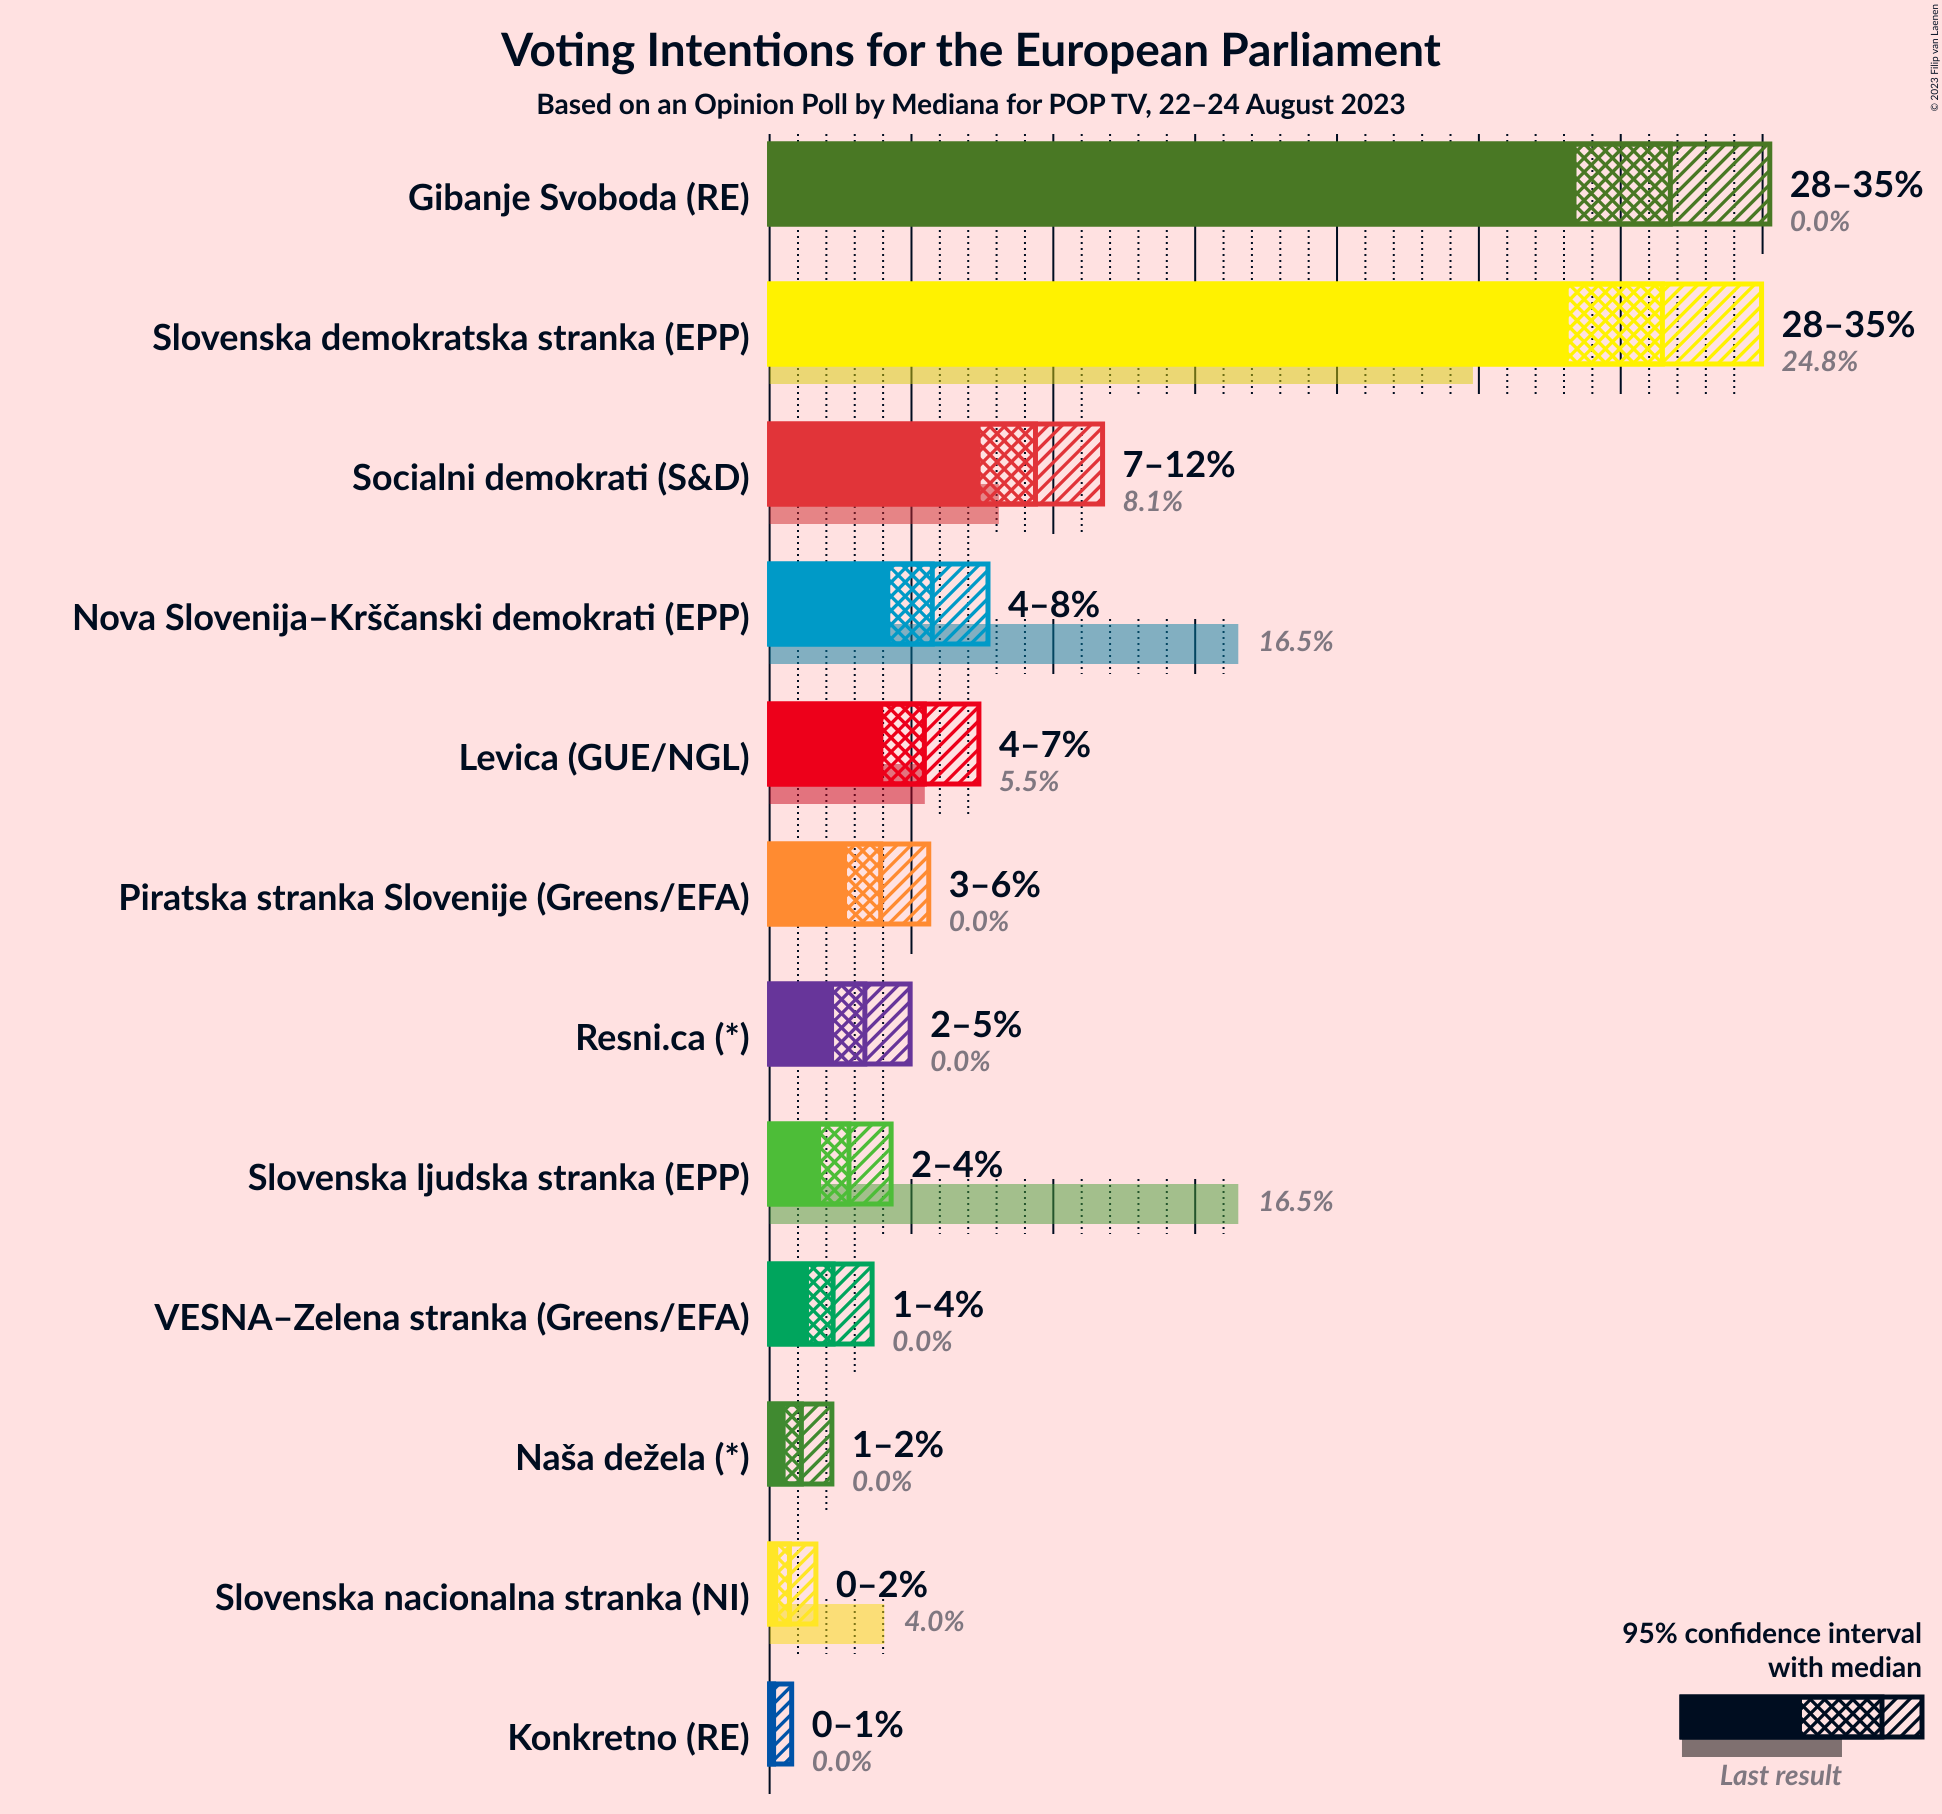 Voting Intentions for the European Parliament
Based on an Opinion Poll by Mediana for POP TV, 22–24 August 2023
© 2023 Filip van Laenen
Gibanje Svoboda (RE)
28–35%
0.0%
Slovenska demokratska stranka (EPP)
28–35%
24.8%
Socialni demokrati (S&D)
7–12%
8.1%
Nova Slovenija–Krščanski demokrati (EPP)
4–8%
16.5%
Levica (GUE/NGL)
4–7%
5.5%
Piratska stranka Slovenije (Greens/EFA)
3–6%
0.0%
Resni.ca (*)
2–5%
0.0%
Slovenska ljudska stranka (EPP)
2–4%
16.5%
VESNA–Zelena stranka (Greens/EFA)
1–4%
0.0%
Naša dežela (*)
1–2%
0.0%
Slovenska nacionalna stranka (NI)
0–2%
4.0%
Konkretno (RE)
0–1%
0.0%
95% confidence interval
with median
Last result